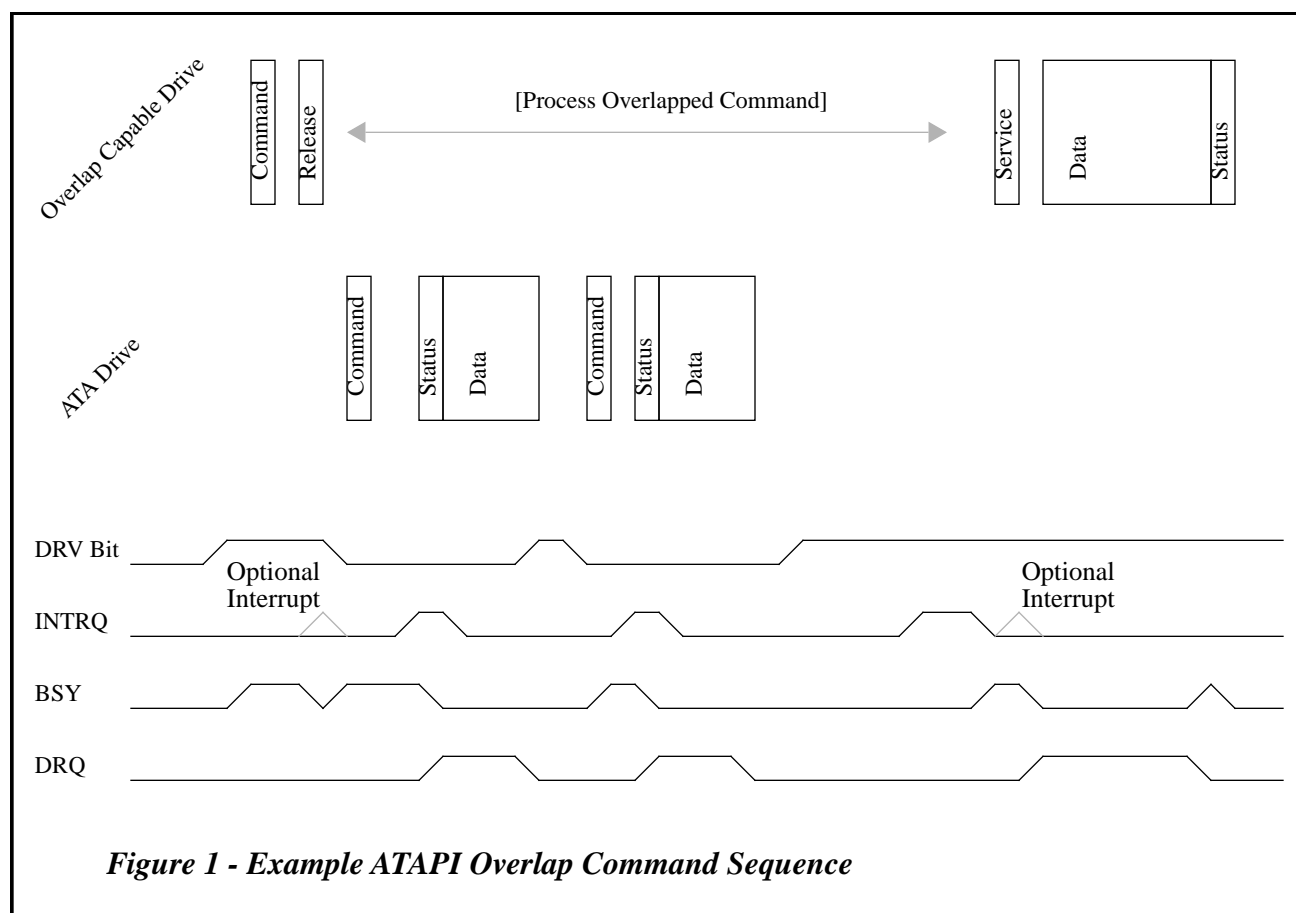 Overlap Capable Drive
Command
Release
[Process Overlapped Command]
Service
Data
Status
ATA Drive
Command
Status
Data
Command
Status
Data
DRV Bit
Optional
Interrupt
Optional
Interrupt
INTRQ
BSY
DRQ
Figure 1 - Example ATAPI Overlap Command Sequence